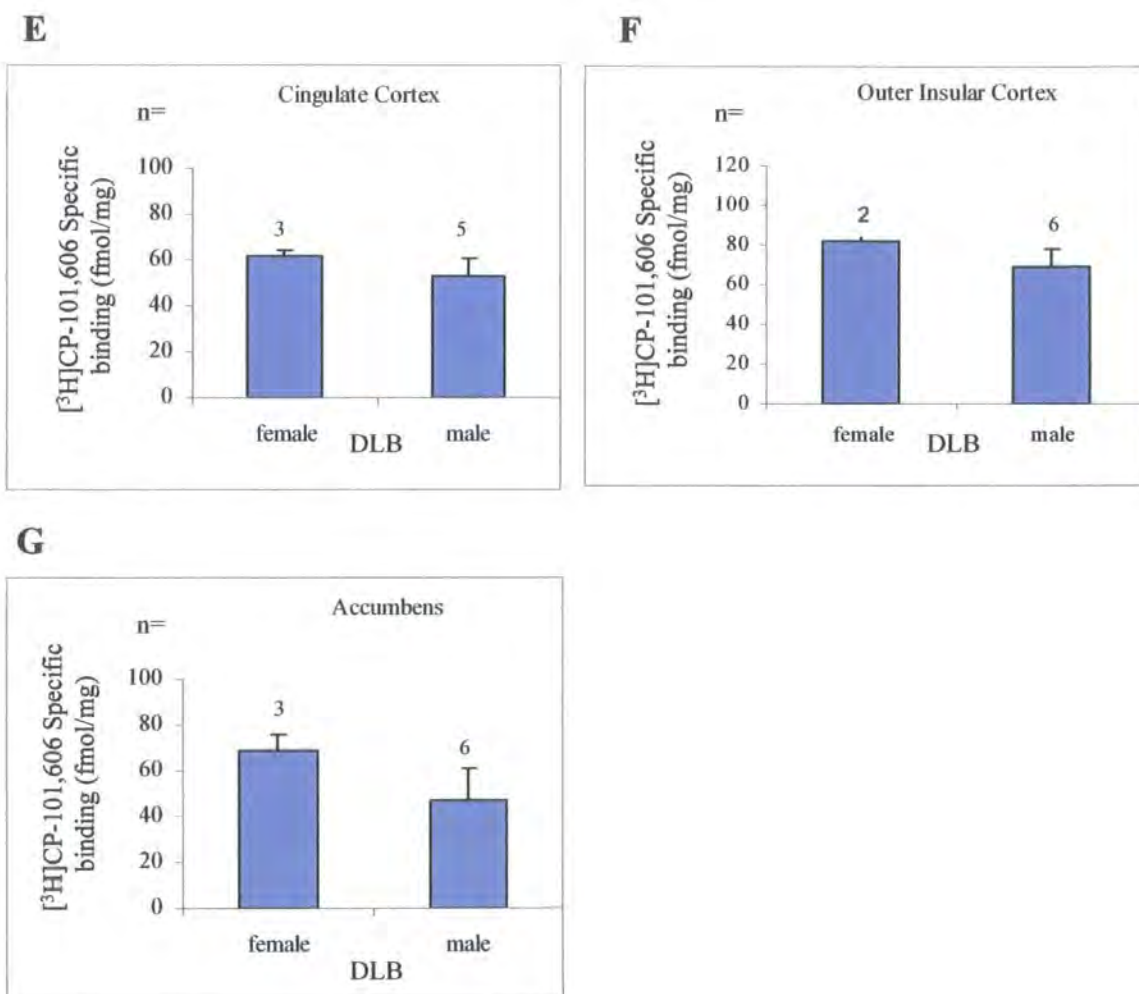 E
Cingulate Cortex
n=
[³H]CP-101,606 Specific
binding (fmol/mg)
100
80
60
40
20
0
3
5
female
male
DLB
F
Outer Insular Cortex
n=
[³H]CP-101,606 Specific
binding (fmol/mg)
120
100
80
60
40
20
0
2
6
female
male
DLB
G
Accumbens
n=
[³H]CP-101,606 Specific
binding (fmol/mg)
100
80
60
40
20
0
3
6
female
male
DLB